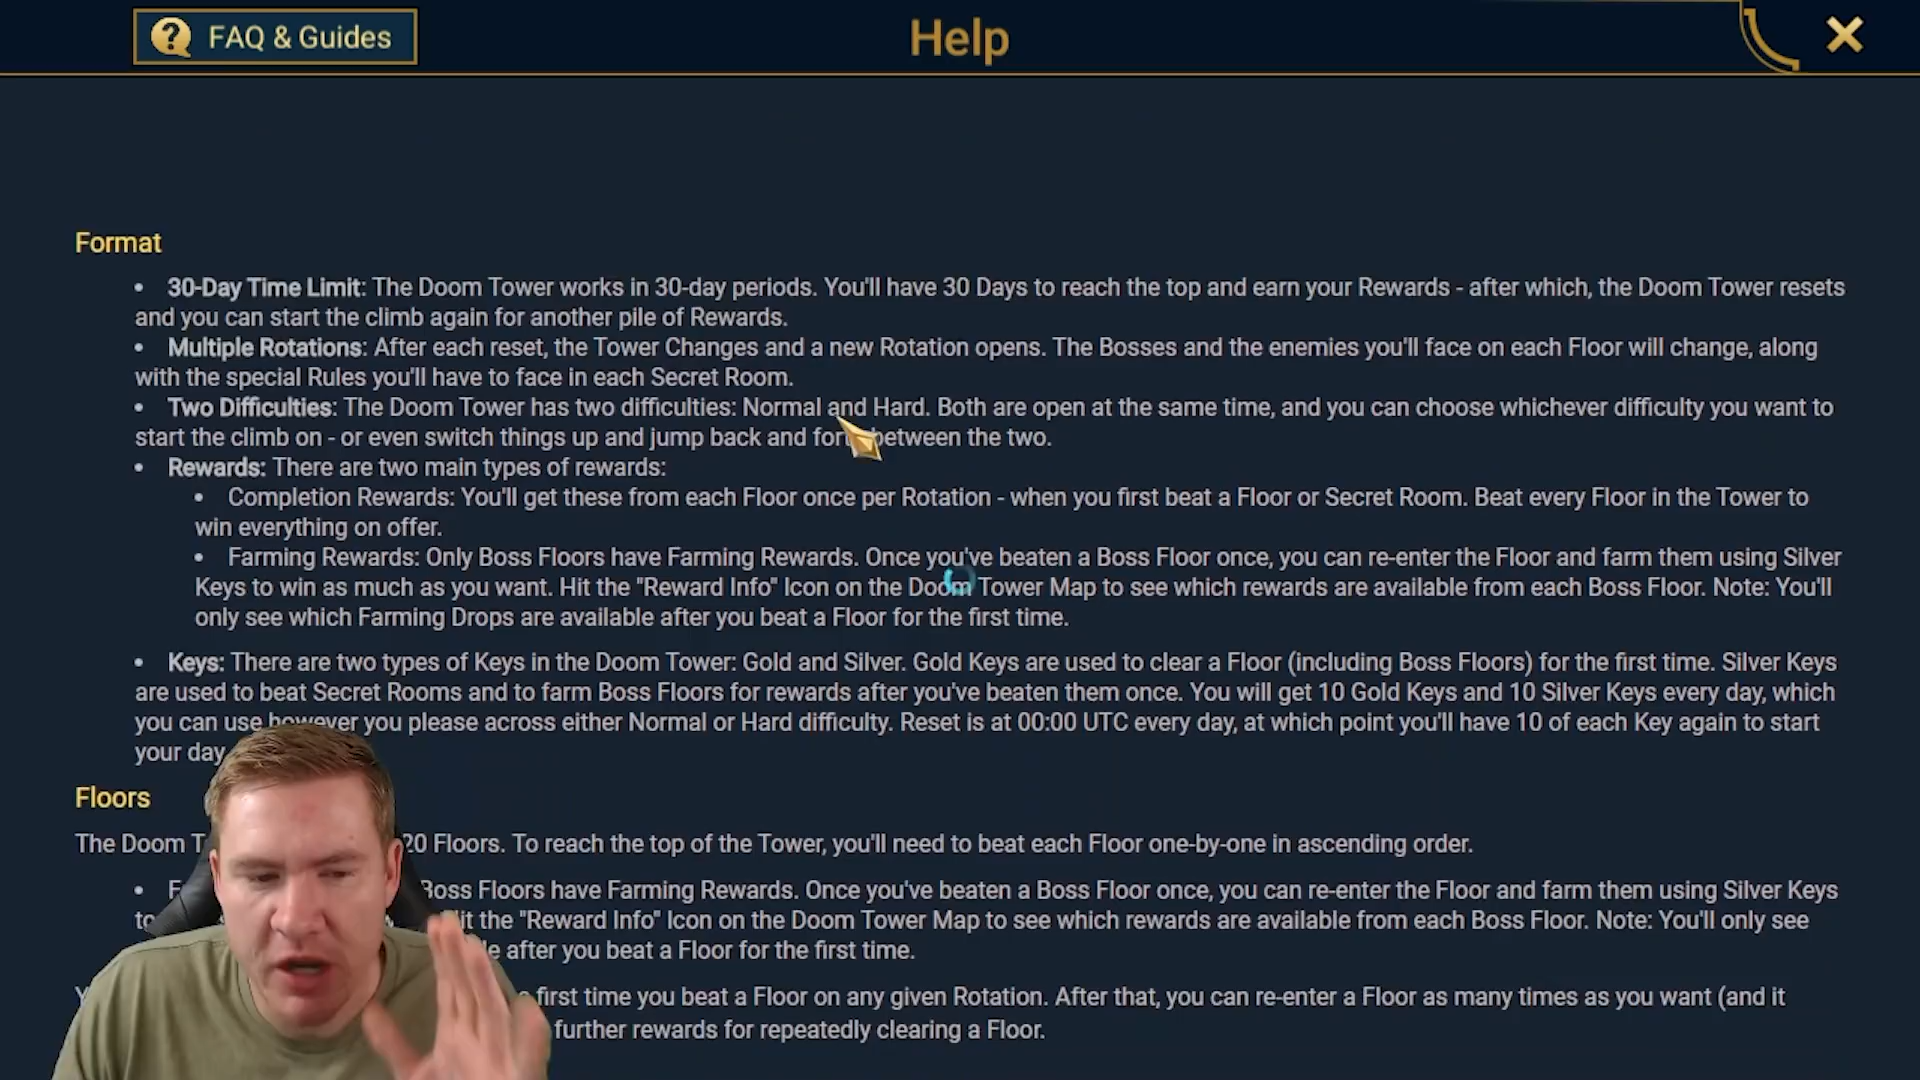 FAQ & Guides
Help
Format
• 30-Day Time Limit: The Doom Tower works in 30-day periods. You'll have 30 Days to reach the top and earn your Rewards - after which, the Doom Tower resets
and you can start the climb again for another pile of Rewards.
• Multiple Rotations: After each reset, the Tower Changes and a new Rotation opens. The Bosses and the enemies you'll face on each Floor will change, along
with the special Rules you'll have to face in each Secret Room.
• Two Difficulties: The Doom Tower has two difficulties: Normal and Hard. Both are open at the same time, and you can choose whichever difficulty you want to
start the climb on - or even switch things up and jump back and forth between the two.
• Rewards: There are two main types of rewards:
• Completion Rewards: You'll get these from each Floor once per Rotation - when you first beat a Floor or Secret Room. Beat every Floor in the Tower to
win everything on offer.
• Farming Rewards: Only Boss Floors have Farming Rewards. Once you've beaten a Boss Floor once, you can re-enter the Floor and farm them using Silver
Keys to win as much as you want. Hit the "Reward Info" Icon on the Doom Tower Map to see which rewards are available from each Boss Floor. Note: You'll
only see which Farming Drops are available after you beat a Floor for the first time.
• Keys: There are two types of Keys in the Doom Tower: Gold and Silver. Gold Keys are used to clear a Floor (including Boss Floors) for the first time. Silver Keys
are used to beat Secret Rooms and to farm Boss Floors for rewards after you've beaten them once. You will get 10 Gold Keys and 10 Silver Keys every day, which
you can use however you please across either Normal or Hard difficulty. Reset is at 00:00 UTC every day, at which point you'll have 10 of each Key again to start
your day
Floors
The Doom 20 Floors. To reach the top of the Tower, you'll need to beat each Floor one-by-one in ascending order.
• Boss Floors have Farming Rewards. Once you've beaten a Boss Floor once, you can re-enter the Floor and farm them using Silver Keys
the "Reward Info" Icon on the Doom Tower Map to see which rewards are available from each Boss Floor. Note: You'll only see
after you beat a Floor for the first time.
first time you beat a Floor on any given Rotation. After that, you can re-enter a Floor as many times as you want (and it
further rewards for repeatedly clearing a Floor.